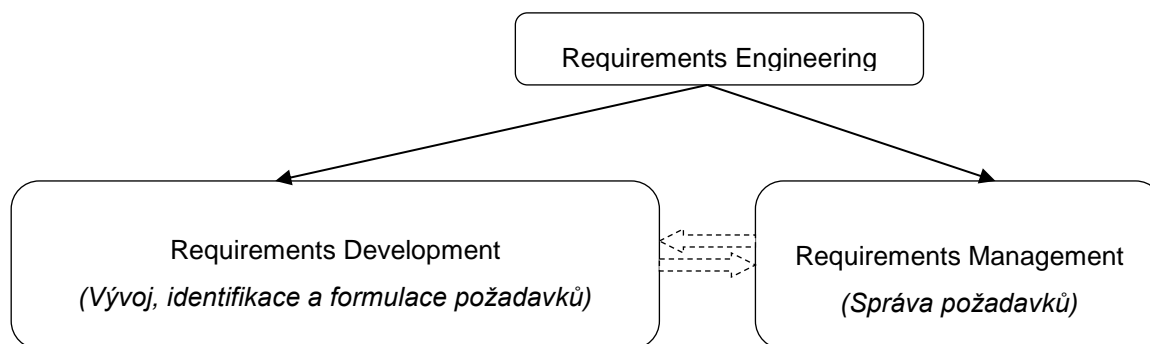 Requirements Engineering
Requirements Development
(Vývoj, identifikace a formulace požadavků)
Requirements Management
(Správa požadavků)